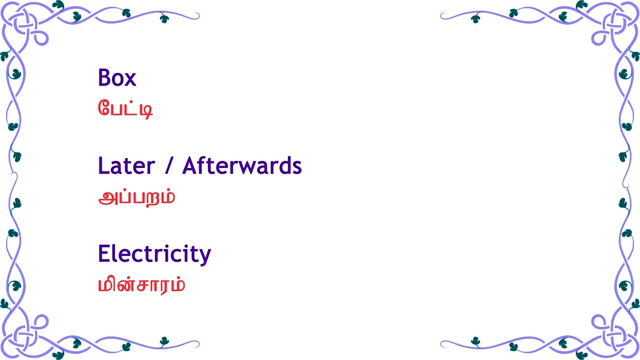 Box
பேட்டி
Later / Afterwards
அப்பறம்
Electricity
மின்சாரம்